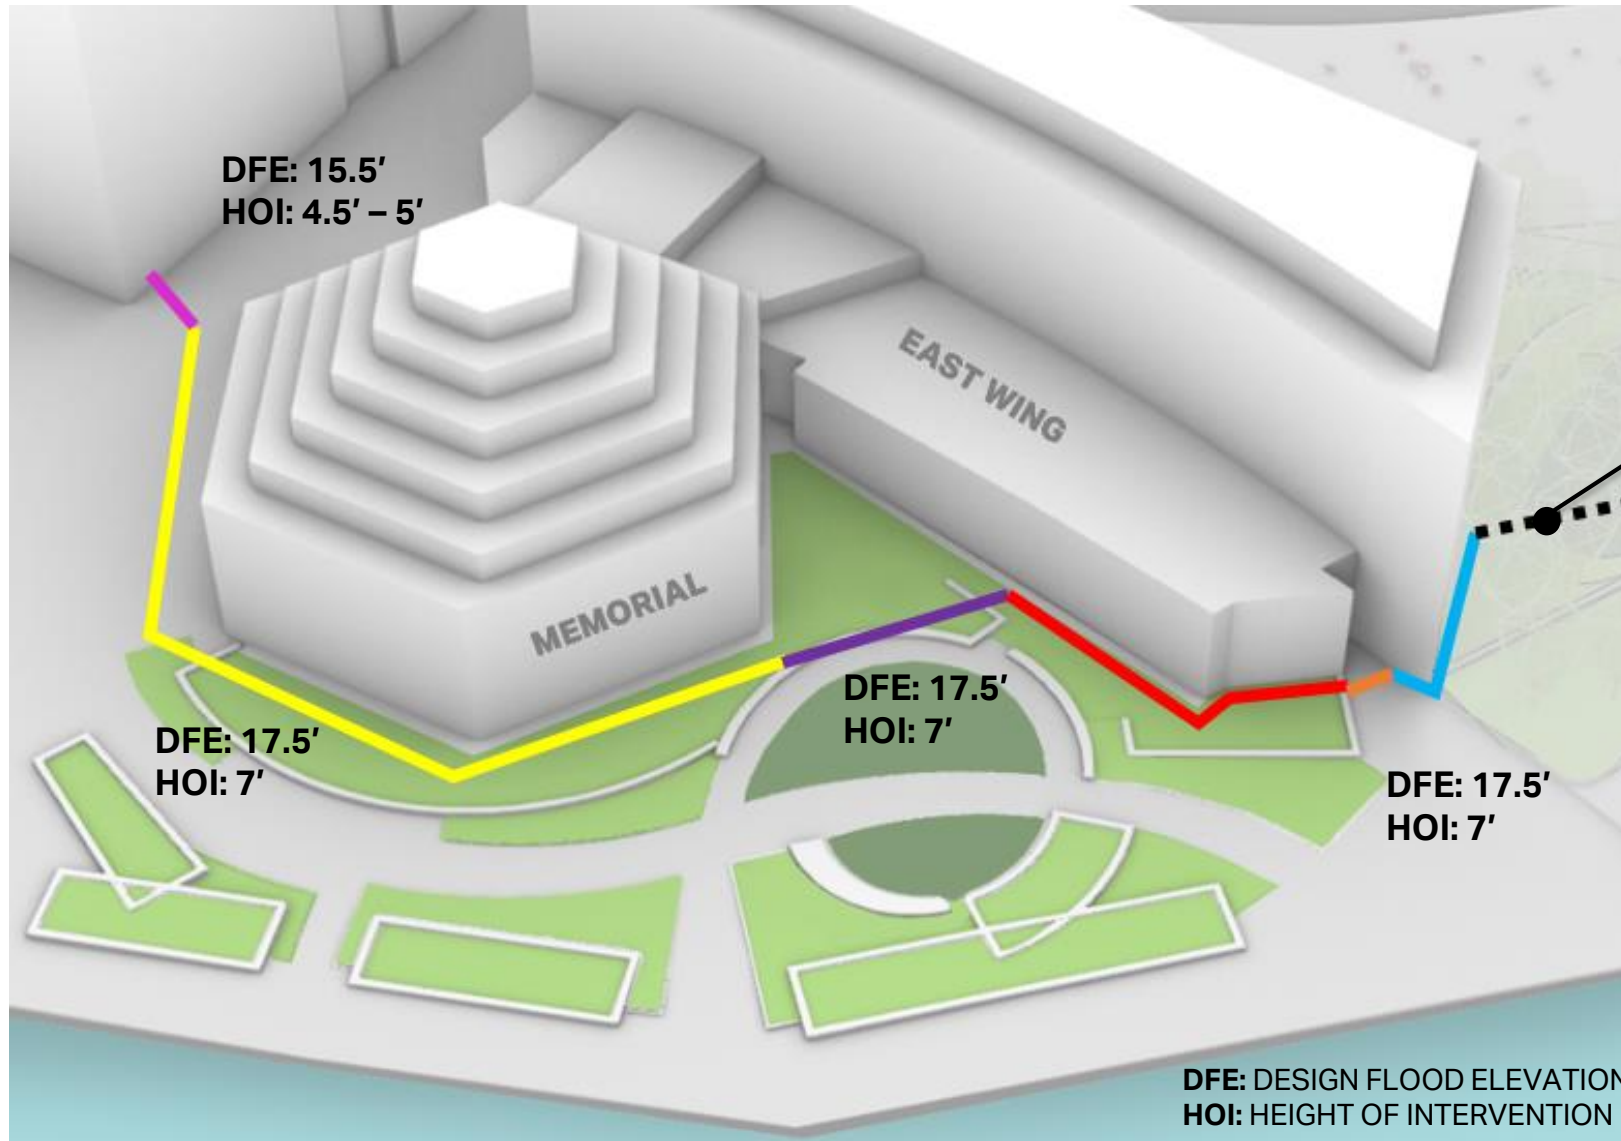 DFE: 15.5′
HOI: 4.5′ – 5′
EAST WING
MEMORIAL
DFE: 17.5′
HOI: 7′
DFE: 17.5′
HOI: 7′
DFE: 17.5′
HOI: 7′
DFE: DESIGN FLOOD ELEVATION
HOI: HEIGHT OF INTERVENTION